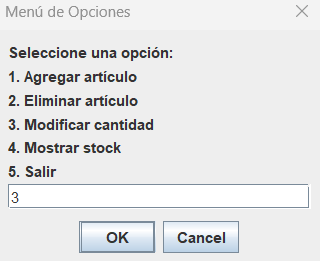 Menú de Opciones
Seleccione una opción:
1. Agregar artículo
2. Eliminar artículo
3. Modificar cantidad
4. Mostrar stock
5. Salir
3
OK Cancel